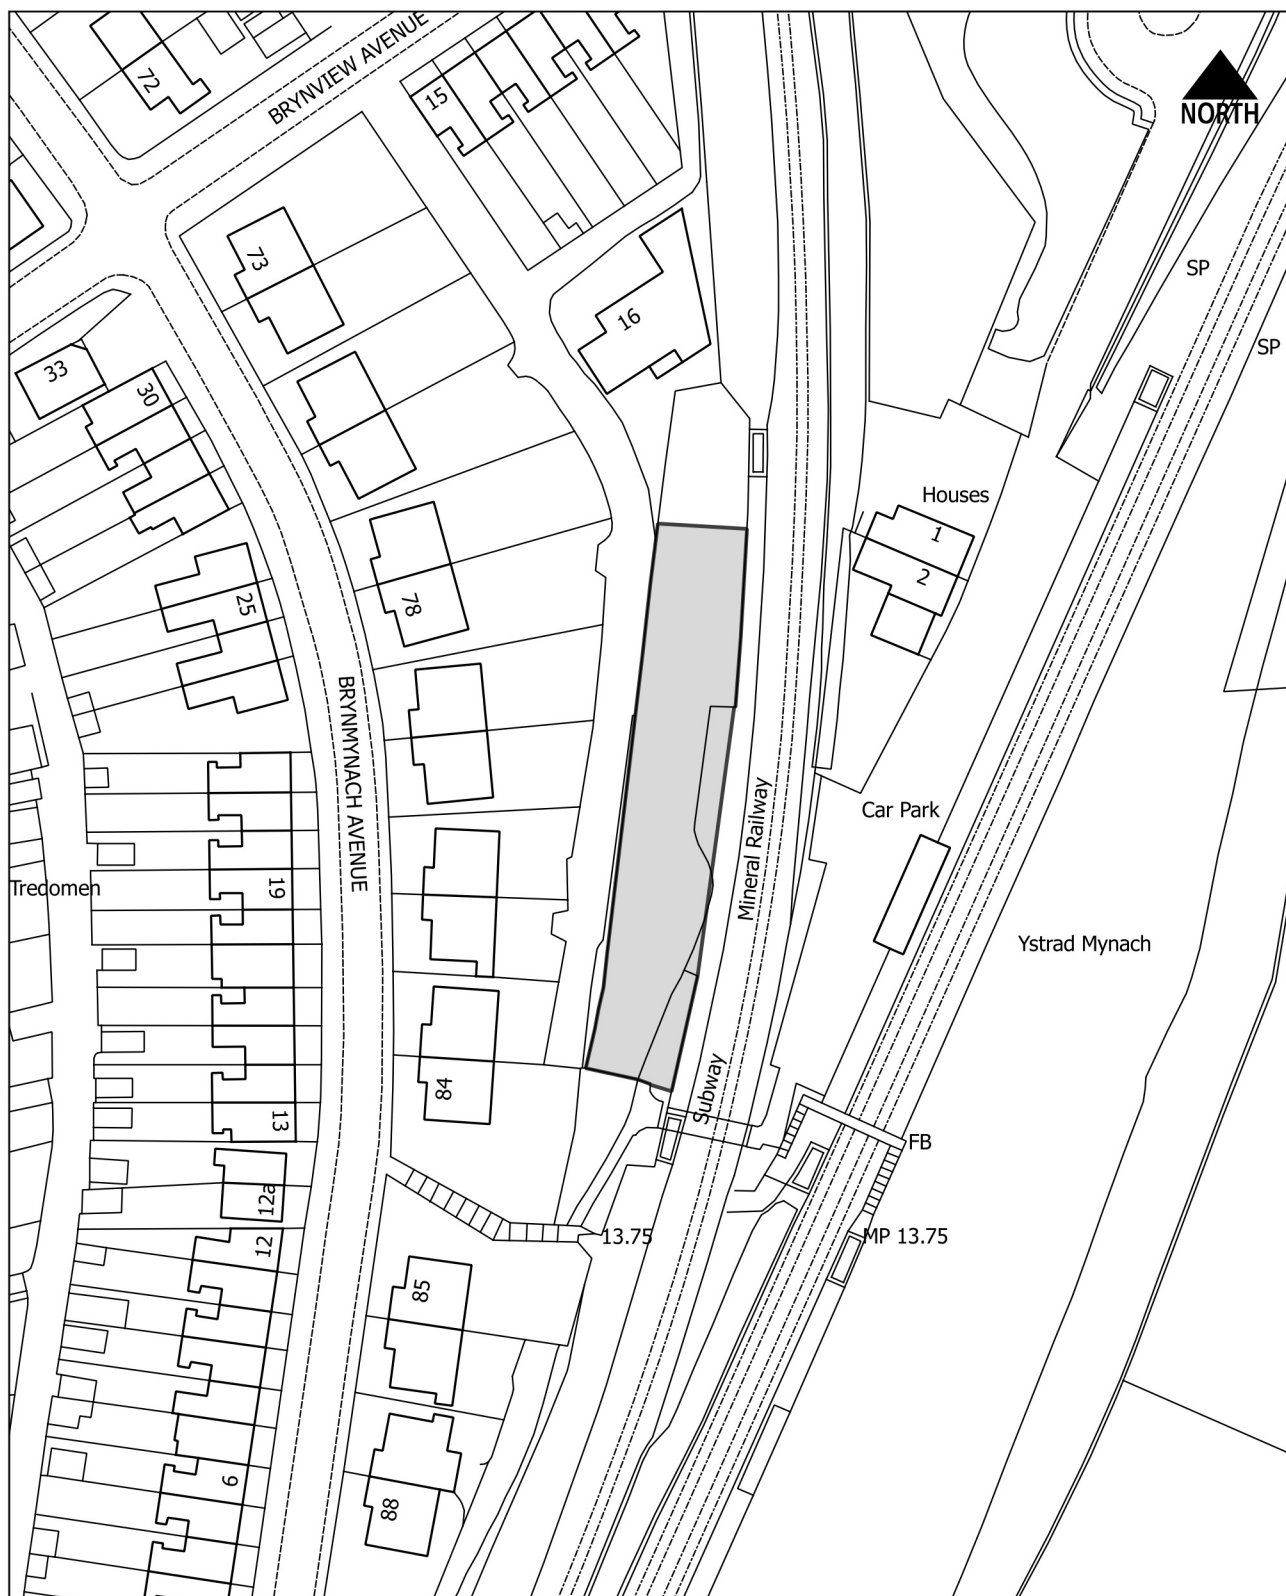 BRYNVIEW AVENUE
72
15
NORTH
73
SP
16
SP
33
30
Houses
1
2
25
78
BRYNMYNACH AVENUE
Mineral Railway
Car Park
Tredomen
19
Ystrad Mynach
84
Subway
13
FB
12a
13.75
MP 13.75
12
85
6
88